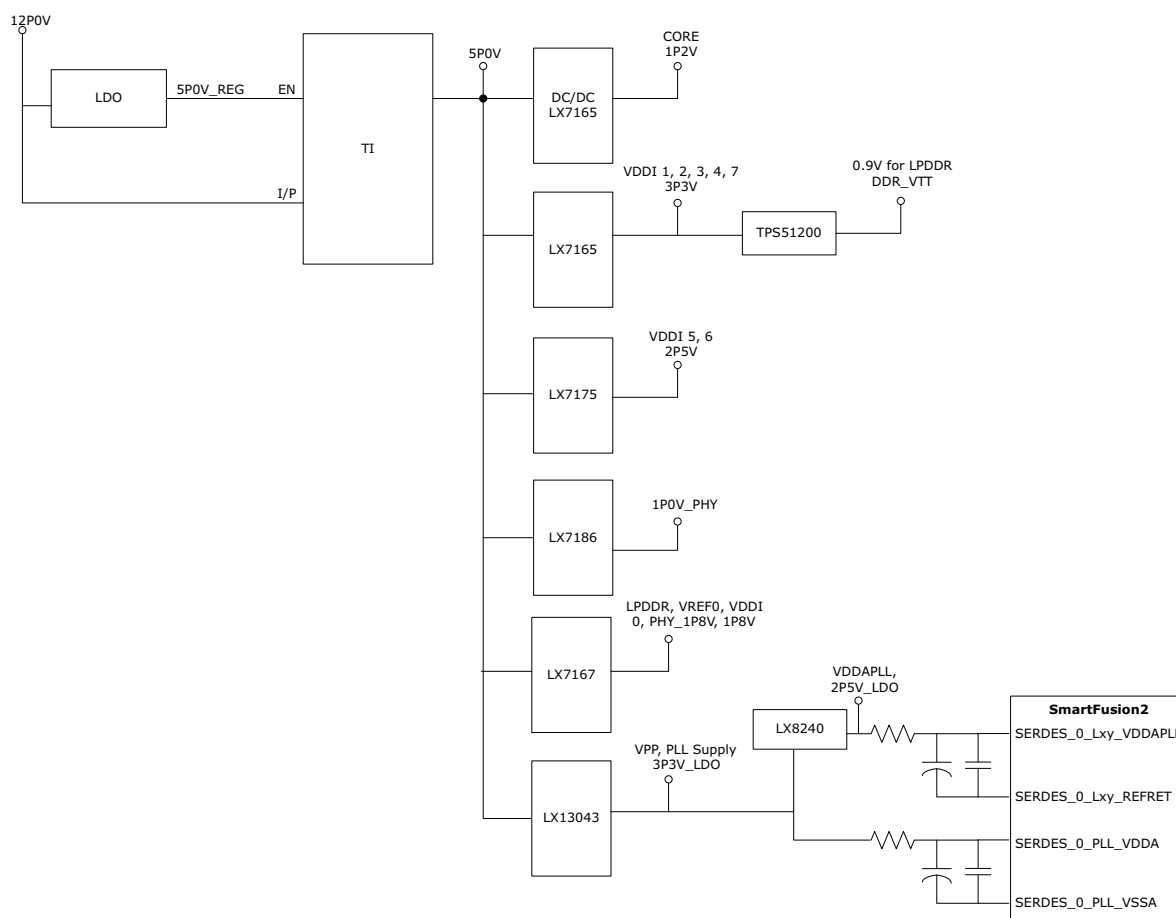 12P0V
LDO
5P0V_REG
EN
TI
I/P
5P0V
DC/DC
LX7165
CORE
1P2V
LX7165
VDDI 1, 2, 3, 4, 7
3P3V
TPS51200
0.9V for LPDDR
DDR_VTT
LX7175
VDDI 5, 6
2P5V
LX7186
1P0V_PHY
LX7167
LPDDR, VREF0, VDDI
0, PHY_1P8V, 1P8V
LX13043
VPP, PLL Supply
3P3V_LDO
LX8240
VDDAPLL,
2P5V_LDO
SmartFusion2
SERDES_0_Lxy_VDDAPLL
SERDES_0_Lxy_REFRET
SERDES_0_PLL_VDDA
SERDES_0_PLL_VSSA